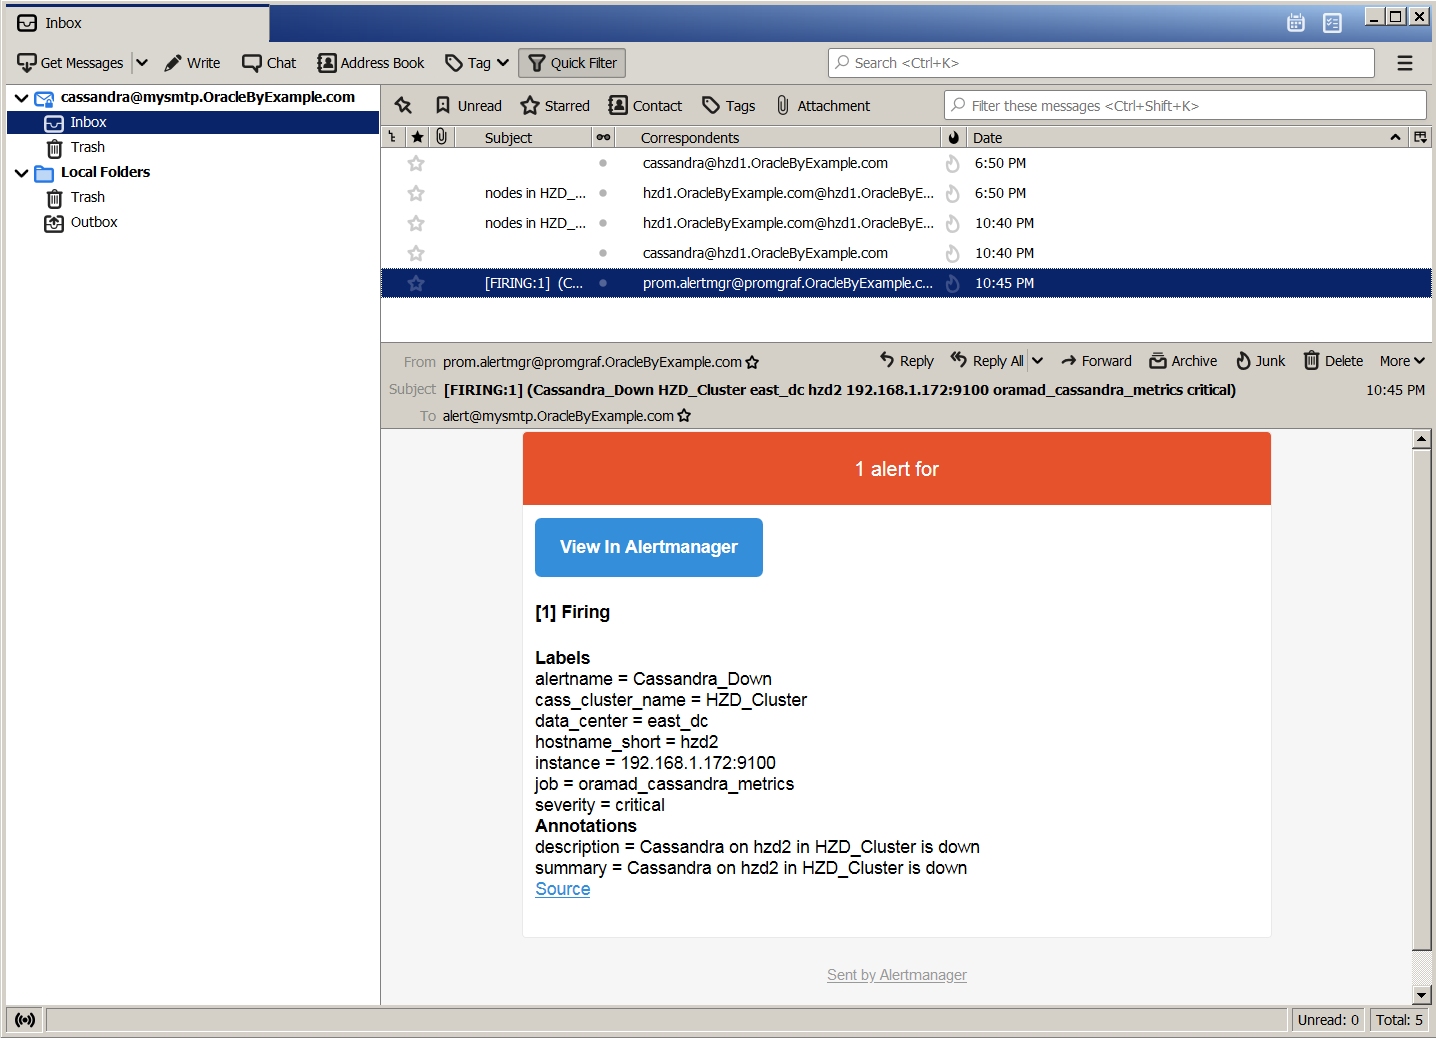 Inbox
Get Messages Write Chat Address Book Tag Quick Filter Search <Ctrl+K>
cassandra@mysmtp.OracleByExample.com
Inbox
Trash
Local Folders
Trash
Outbox
Unread Starred Contact Tags Attachment Filter these messages <Ctrl+Shift+K>
Subject Correspondents Date
cassandra@hzd1.OracleByExample.com 6:50 PM
nodes in HZD_... hzd1.OracleByExample.com@hzd1.OracleByE... 6:50 PM
nodes in HZD_... hzd1.OracleByExample.com@hzd1.OracleByE... 10:40 PM
cassandra@hzd1.OracleByExample.com 10:40 PM
[FIRING:1] (C... prom.alertmgr@promgraf.OracleByExample.c... 10:45 PM
From prom.alertmgr@promgraf.OracleByExample.com Reply Reply All Forward Archive Junk Delete More
Subject [FIRING:1] (Cassandra_Down HZD_Cluster east_dc hzd2 192.168.1.172:9100 oramad_cassandra_metrics critical) 10:45 PM
To alert@mysmtp.OracleByExample.com
1 alert for
View In Alertmanager
[1] Firing
Labels
alertname = Cassandra_Down
cass_cluster_name = HZD_Cluster
data_center = east_dc
hostname_short = hzd2
instance = 192.168.1.172:9100
job = oramad_cassandra_metrics
severity = critical
Annotations
description = Cassandra on hzd2 in HZD_Cluster is down
summary = Cassandra on hzd2 in HZD_Cluster is down
Source
Sent by Alertmanager
Unread: 0 Total: 5